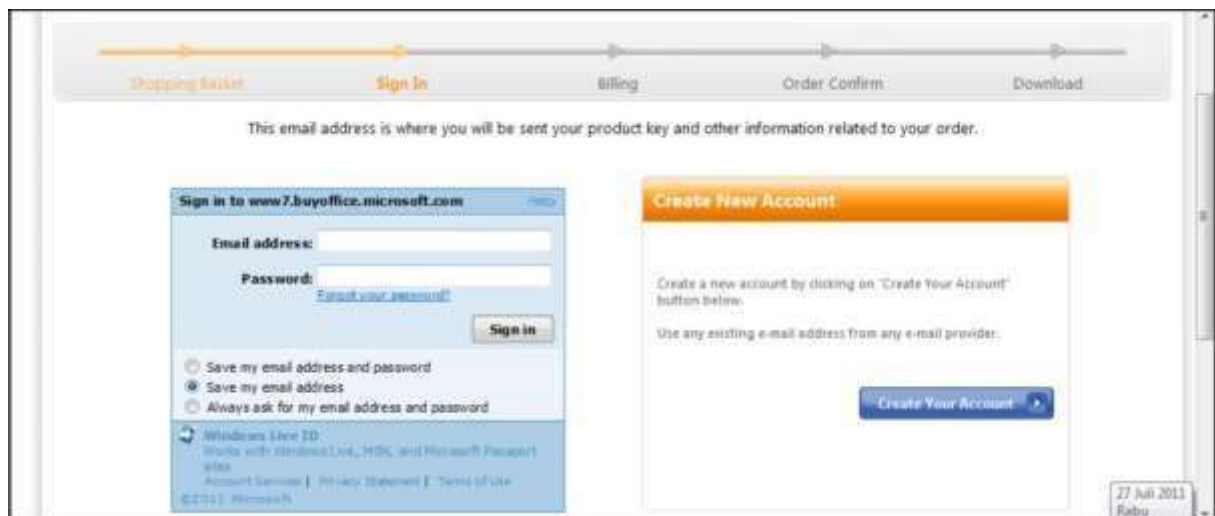 Shopping Basket
Sign In
Billing
Order Confirm
Download
This email address is where you will be sent your product key and other information related to your order.
Sign in to www7.buyoffice.microsoft.com
Help
Email address:
Password:
Forgot your password?
Sign in
Save my email address and password
Save my email address
Always ask for my email address and password
Windows Live ID
Works with Windows Live, MSN, and Microsoft Passport
sites
Account Services | Privacy Statement | Terms of Use
©2011 Microsoft
Create New Account
Create a new account by clicking on "Create Your Account"
button below.
Use any existing e-mail address from any e-mail provider.
Create Your Account
27 Juli 2011
Rabu